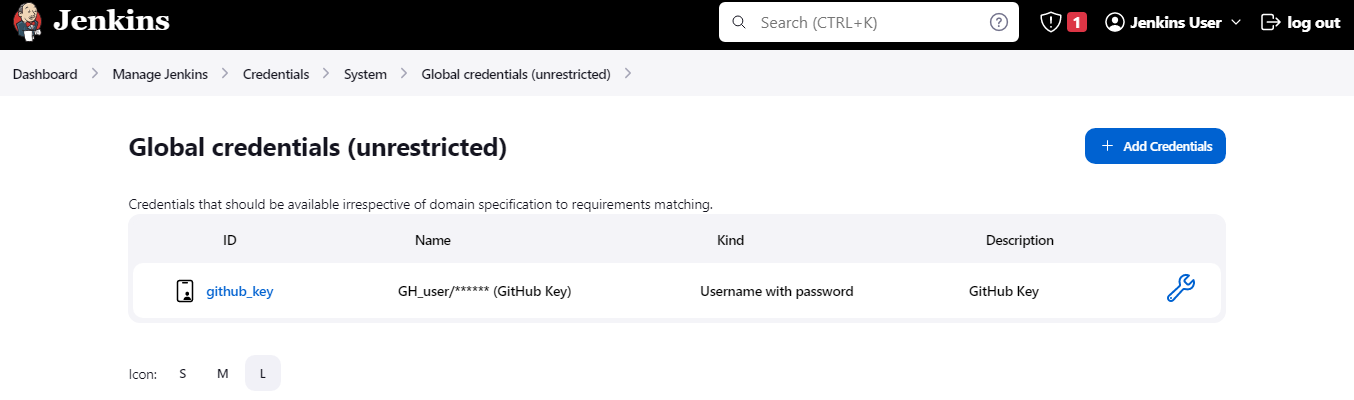 Jenkins Search (CTRL+K) ? 1 Jenkins User log out
Dashboard Manage Jenkins Credentials System Global credentials (unrestricted)
Global credentials (unrestricted) + Add Credentials
Credentials that should be available irrespective of domain specification to requirements matching.
ID Name Kind Description
github_key GH_user/****** (GitHub Key) Username with password GitHub Key
Icon: S M L